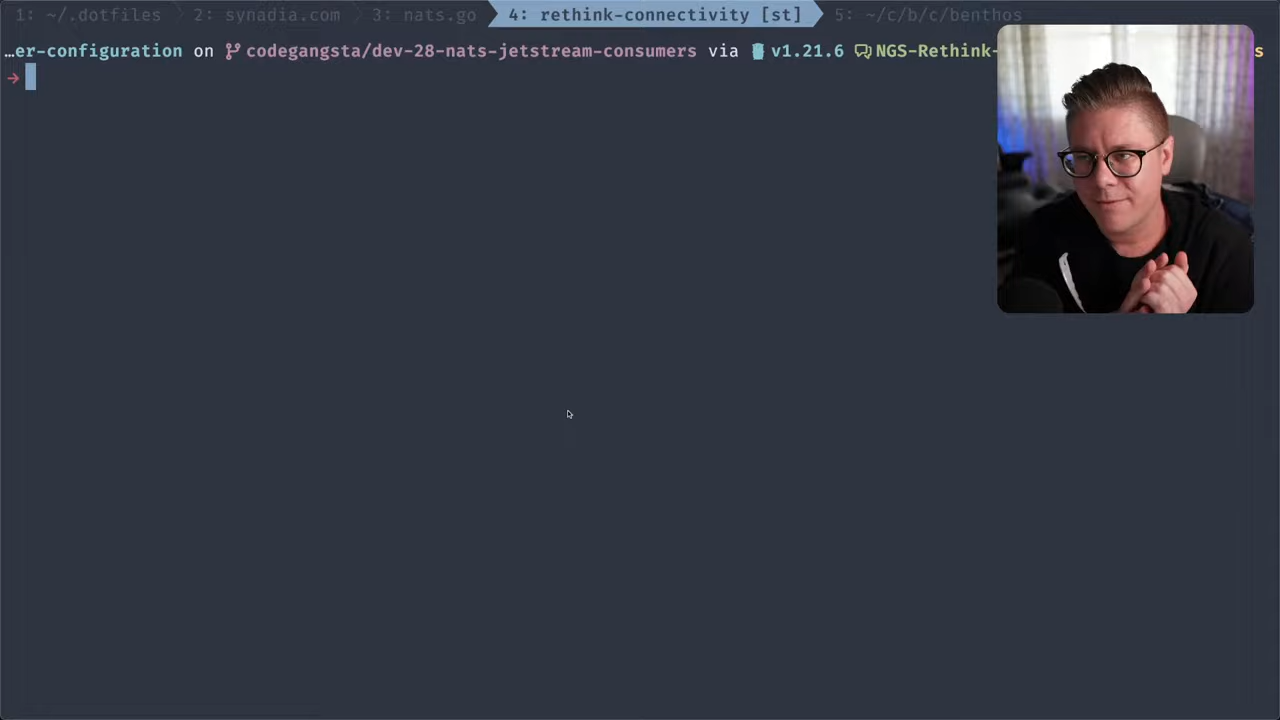 1: ~/.dotfiles 2: synadia.com 3: nats.go 4: rethink-connectivity [st] 5: ~/c/b/c/benthos
…er-configuration on codegangsta/dev-28-nats-jetstream-consumers via v1.21.6 NGS-Rethink- s
→